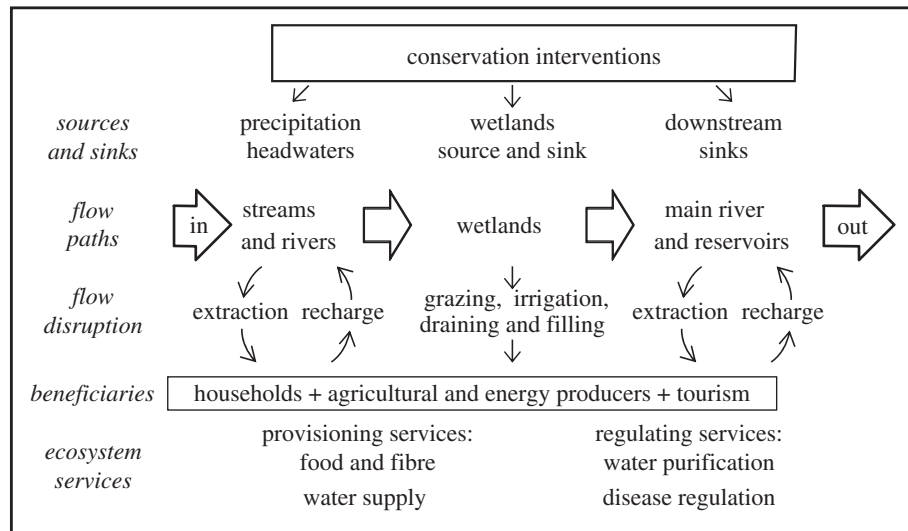 conservation interventions
sources
and sinks
precipitation
headwaters
wetlands
source and sink
downstream
sinks
flow
paths
in
streams
and rivers
wetlands
main river
and reservoirs
out
flow
disruption
extraction
recharge
grazing, irrigation,
draining and filling
extraction
recharge
beneficiaries
households + agricultural and energy producers + tourism
ecosystem
services
provisioning services:
food and fibre
water supply
regulating services:
water purification
disease regulation